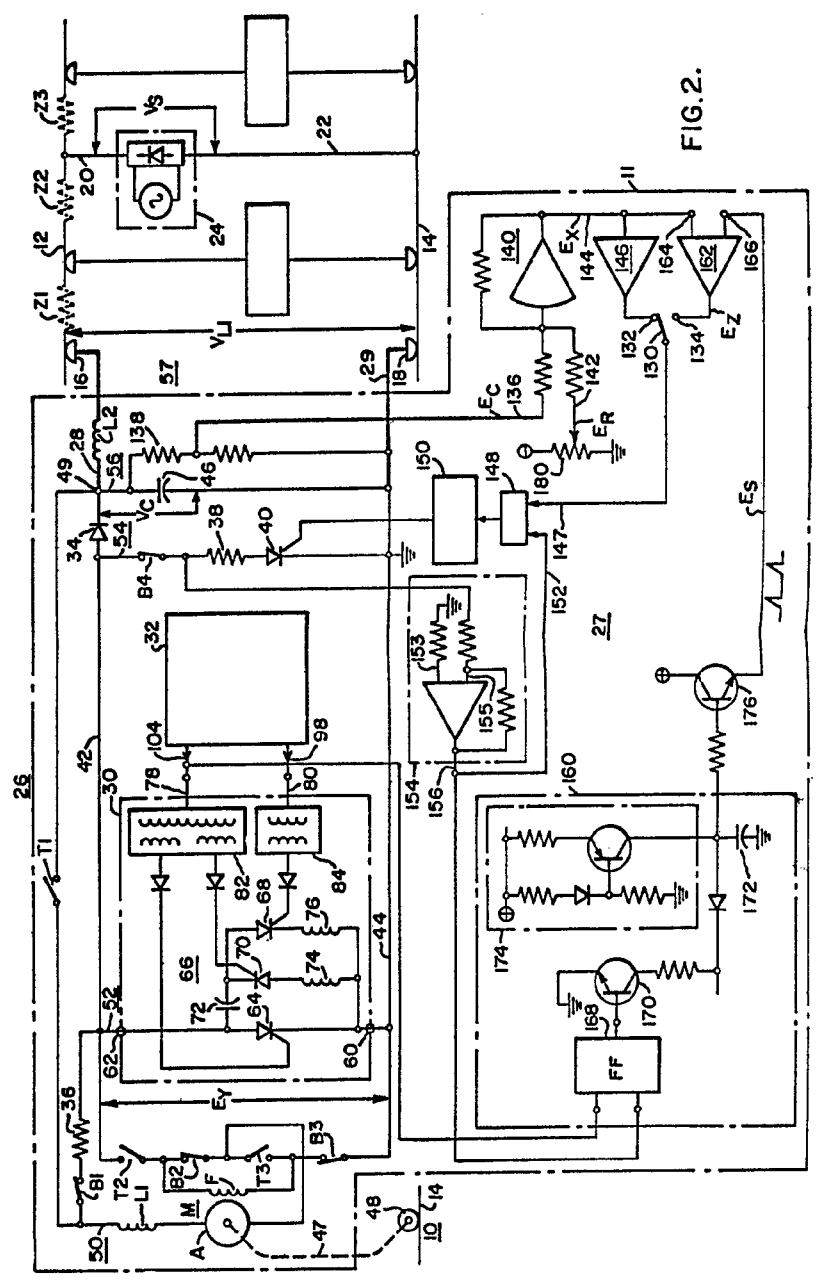 FIG.2.
Z3
Z2
Z1
VS
20
22
24
12
14
11
VL1
16
18
29
57
28
L2
49
56
138
46
VC
34
54
B4
38
40
EC
136
142
ER
180
140
EX
144
146
164
162
166
132
130
134
EZ
ES
150
148
147
152
27
26
T1
42
32
104
98
78
80
30
82
84
68
76
70
66
74
72
64
44
52
62
60
36
EY
B1
T2
B2
T3
B3
F
L1
M
A
50
47
48
10
14
153
155
154
156
160
176
174
172
170
168
FF